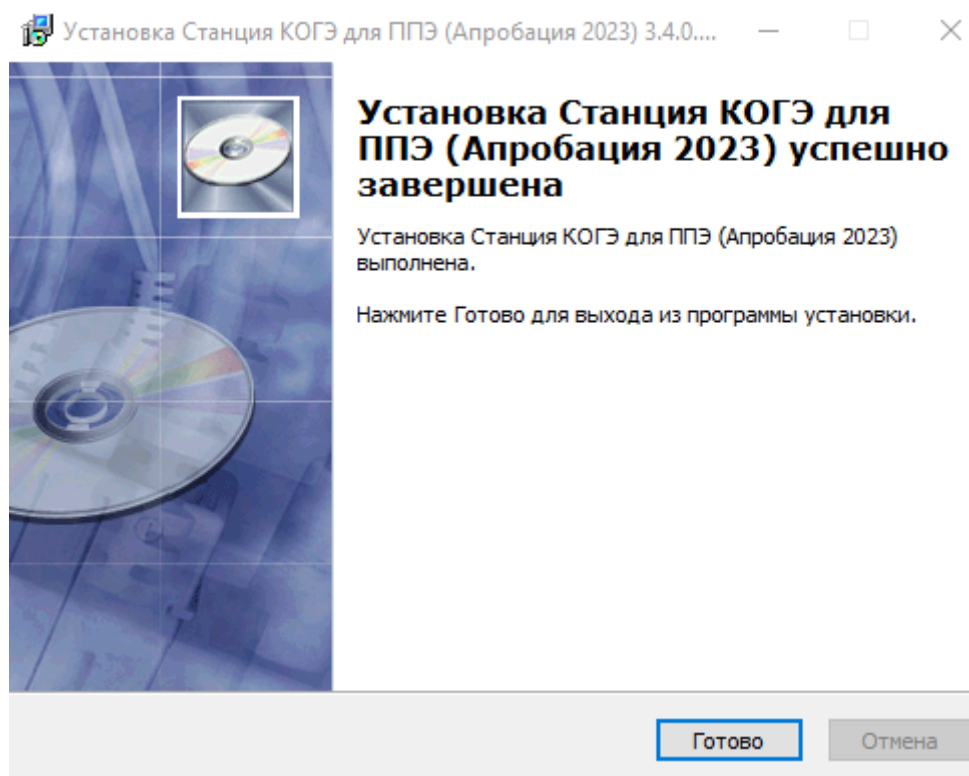 Установка Станция КОГЭ для ППЭ (Апробация 2023) 3.4.0....
Установка Станция КОГЭ для
ППЭ (Апробация 2023) успешно
завершена
Установка Станция КОГЭ для ППЭ (Апробация 2023)
выполнена.
Нажмите Готово для выхода из программы установки.
Готово
Отмена